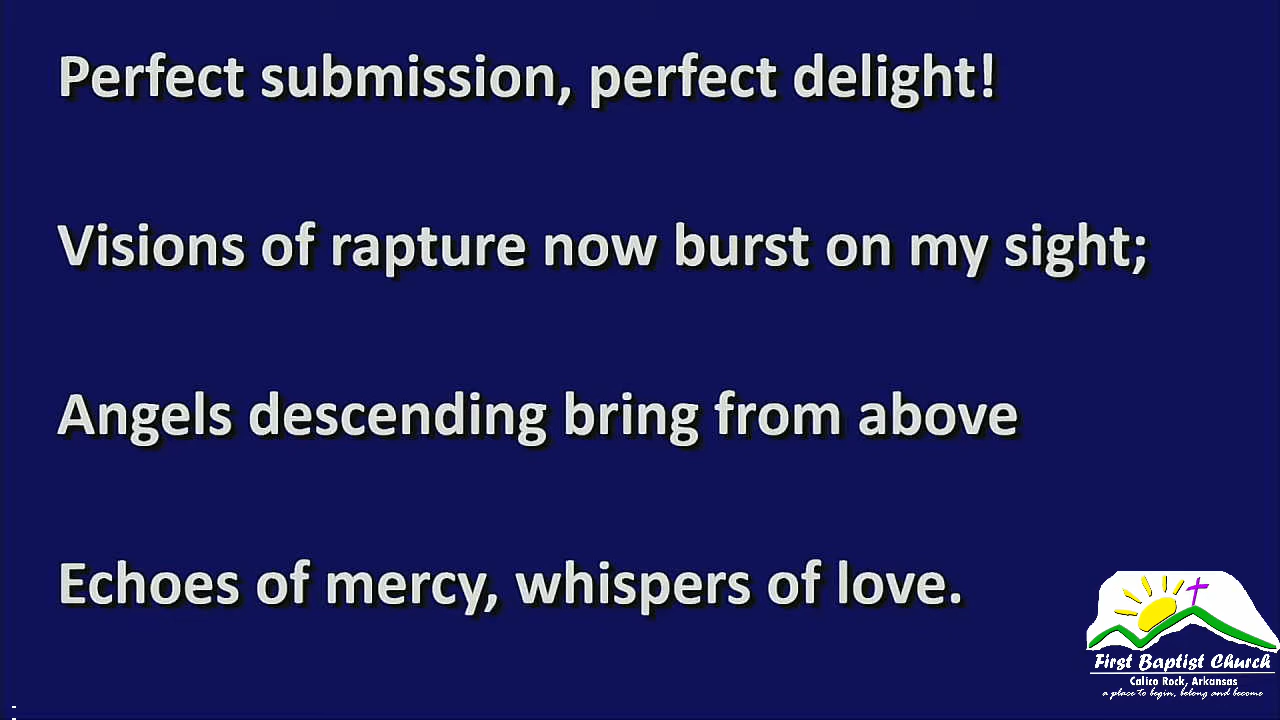 Perfect submission, perfect delight!
Visions of rapture now burst on my sight;
Angels descending bring from above
Echoes of mercy, whispers of love.
First Baptist Church
Calico Rock, Arkansas
a place to begin, belong and become